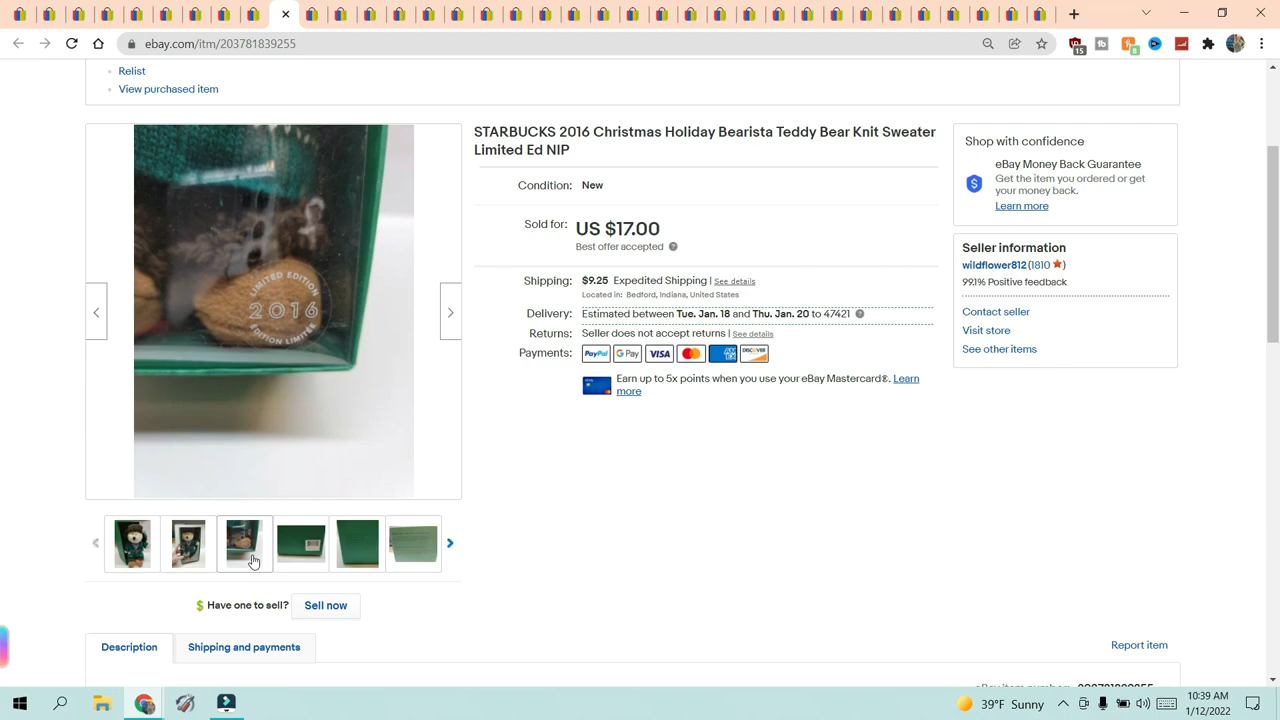 ebay.com/itm/203781839255
15
8
Relist
View purchased item
LIMITED EDITION
2016
EDITION LIMITÉE
STARBUCKS 2016 Christmas Holiday Bearista Teddy Bear Knit Sweater
Limited Ed NIP
Condition: New
Sold for: US $17.00
Best offer accepted
Shipping: $9.25 Expedited Shipping | See details
Located in: Bedford, Indiana, United States
Delivery: Estimated between Tue. Jan. 18 and Thu. Jan. 20 to 47421
Returns: Seller does not accept returns | See details
Payments: PayPal G Pay VISA DISCOVER
Earn up to 5x points when you use your eBay Mastercard®. Learn
more
Shop with confidence
eBay Money Back Guarantee
Get the item you ordered or get
your money back.
Learn more
Seller information
wildflower812 (1810 )
99.1% Positive feedback
Contact seller
Visit store
See other items
Have one to sell? Sell now
Description
Shipping and payments
Report item
39°F Sunny
10:39 AM
1/12/2022